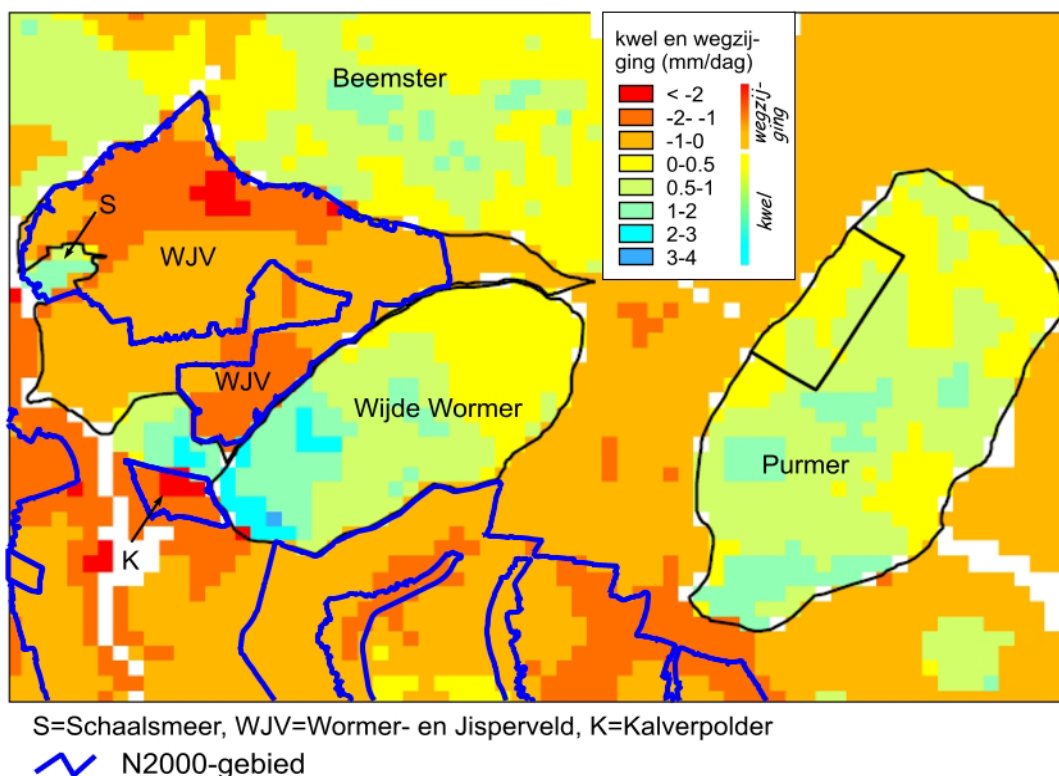 kwel en wegzij-
ging (mm/dag)
< -2
-2- -1
-1-0
0-0.5
0.5-1
1-2
2-3
3-4
wegzij-
ging
kwel
Beemster
S
WJV
WJV
Wijde Wormer
Purmer
K
S=Schaalsmeer, WJV=Wormer- en Jisperveld, K=Kalverpolder
N2000-gebied